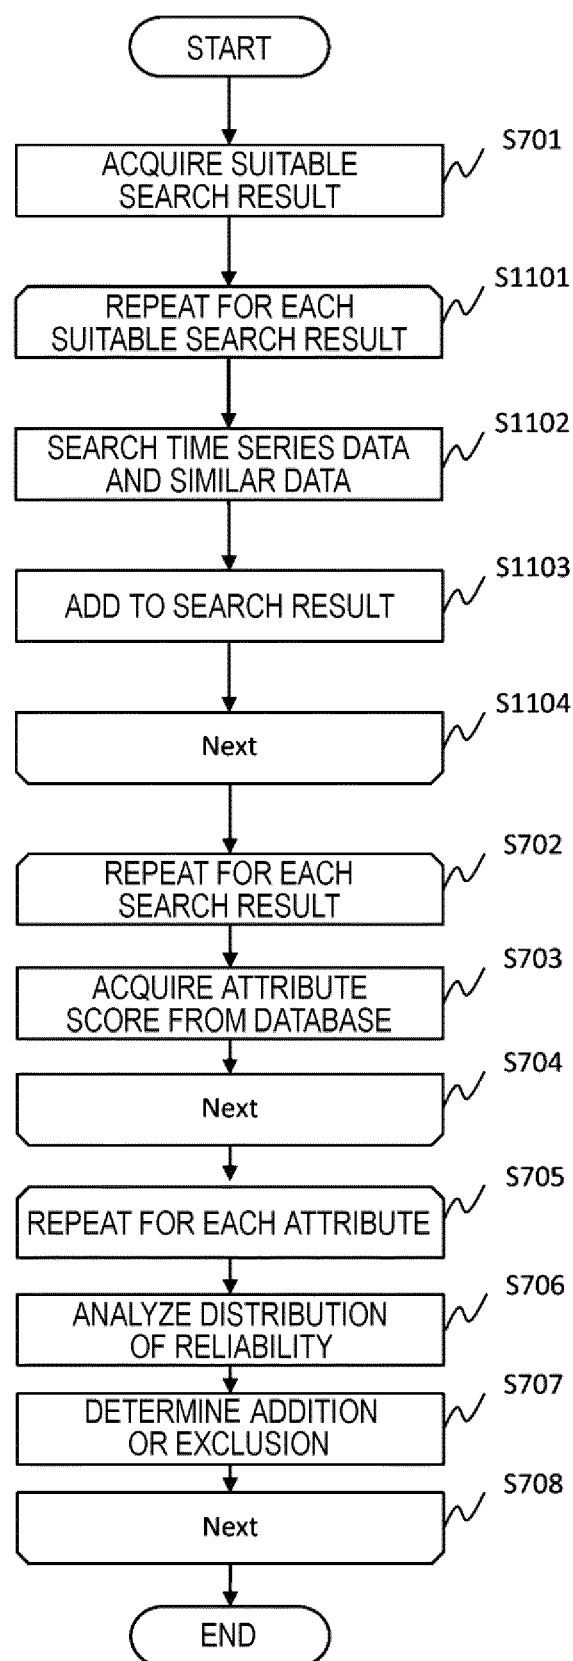 START
S701
ACQUIRE SUITABLE
SEARCH RESULT
S1101
REPEAT FOR EACH
SUITABLE SEARCH RESULT
S1102
SEARCH TIME SERIES DATA
AND SIMILAR DATA
S1103
ADD TO SEARCH RESULT
S1104
Next
S702
REPEAT FOR EACH
SEARCH RESULT
S703
ACQUIRE ATTRIBUTE
SCORE FROM DATABASE
S704
Next
S705
REPEAT FOR EACH ATTRIBUTE
S706
ANALYZE DISTRIBUTION
OF RELIABILITY
S707
DETERMINE ADDITION
OR EXCLUSION
S708
Next
END